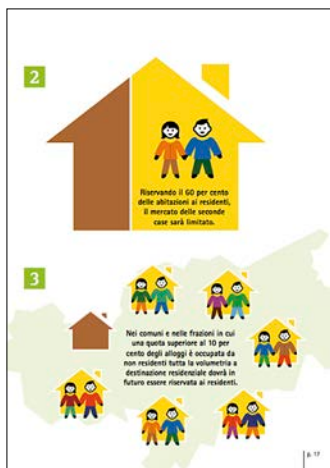 2
Riservando il 60 per cento
delle abitazioni ai residenti,
il mercato delle seconde
case sarà limitato.
3
Nei comuni e nelle frazioni in cui
una quota superiore al 10 per
cento degli alloggi è occupata da
non residenti tutta la volumetria a
destinazione residenziale dovrà in
futuro essere riservata ai residenti.
p. 17